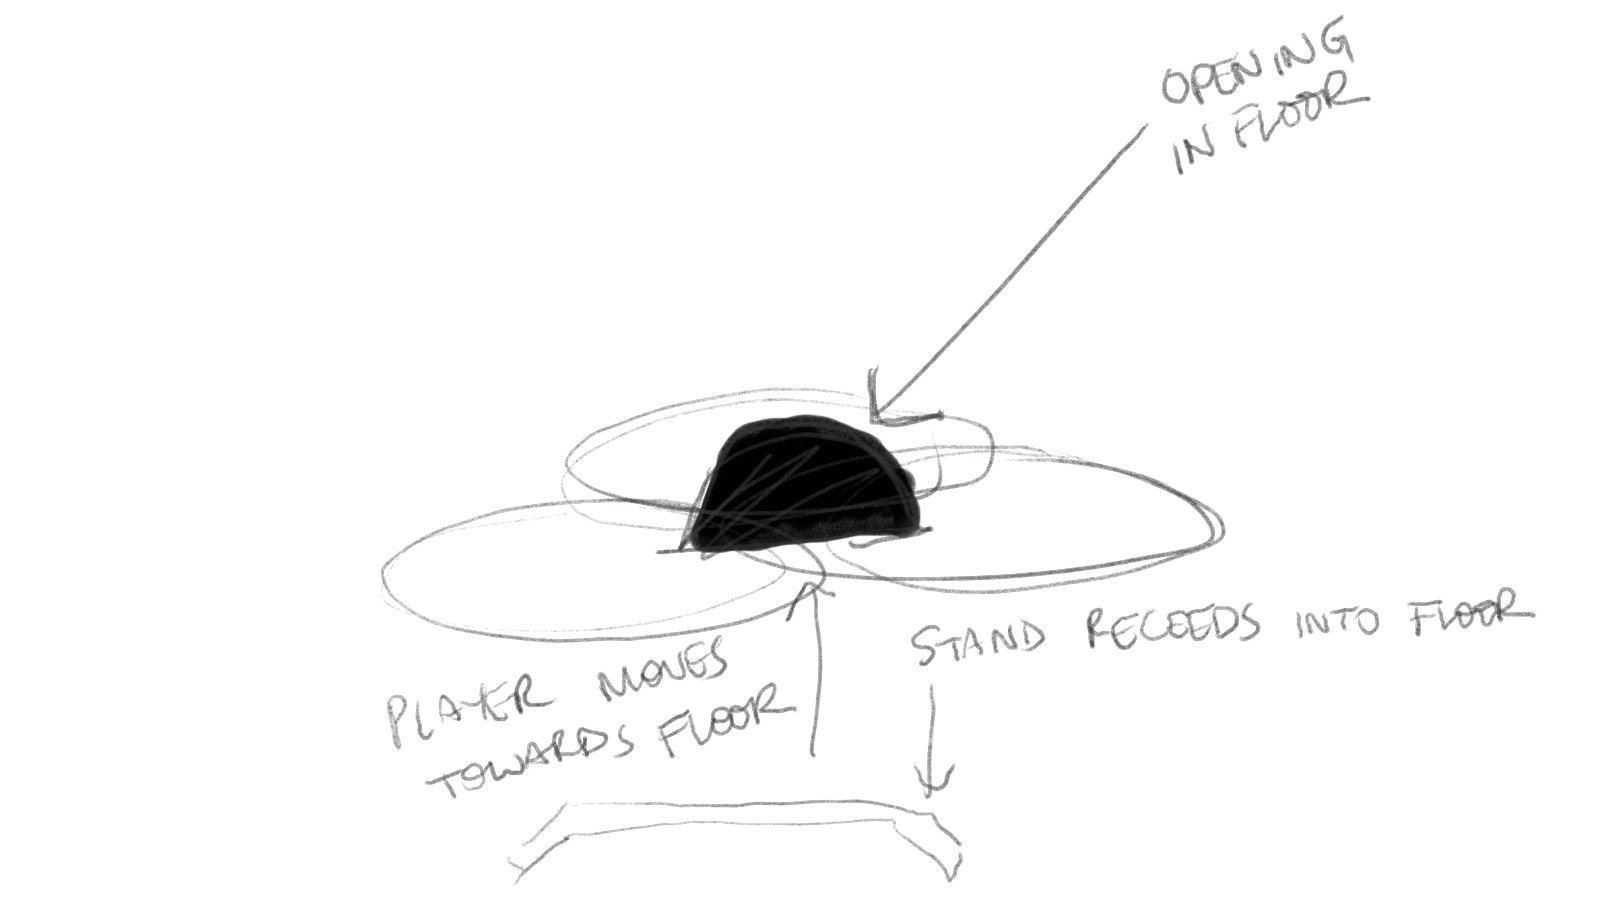 OPENING
IN FLOOR
STAND RECEEDS INTO FLOOR
PLAYER MOVES
TOWARDS FLOOR